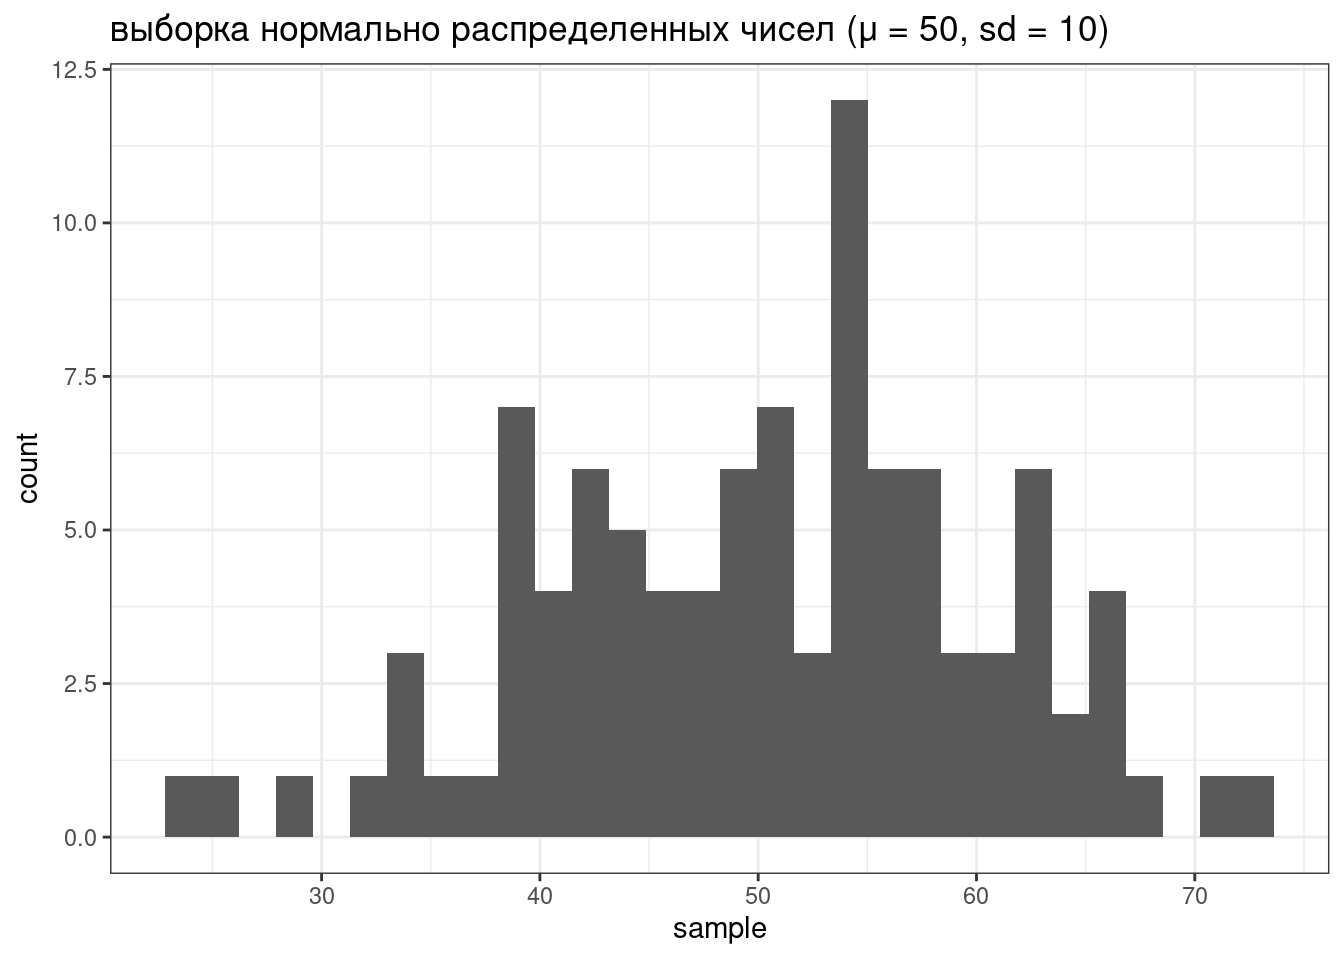 выборка нормально распределенных чисел (μ = 50, sd = 10)
12.5
10.0
7.5
5.0
2.5
0.0
count
30 40 50 60 70
sample